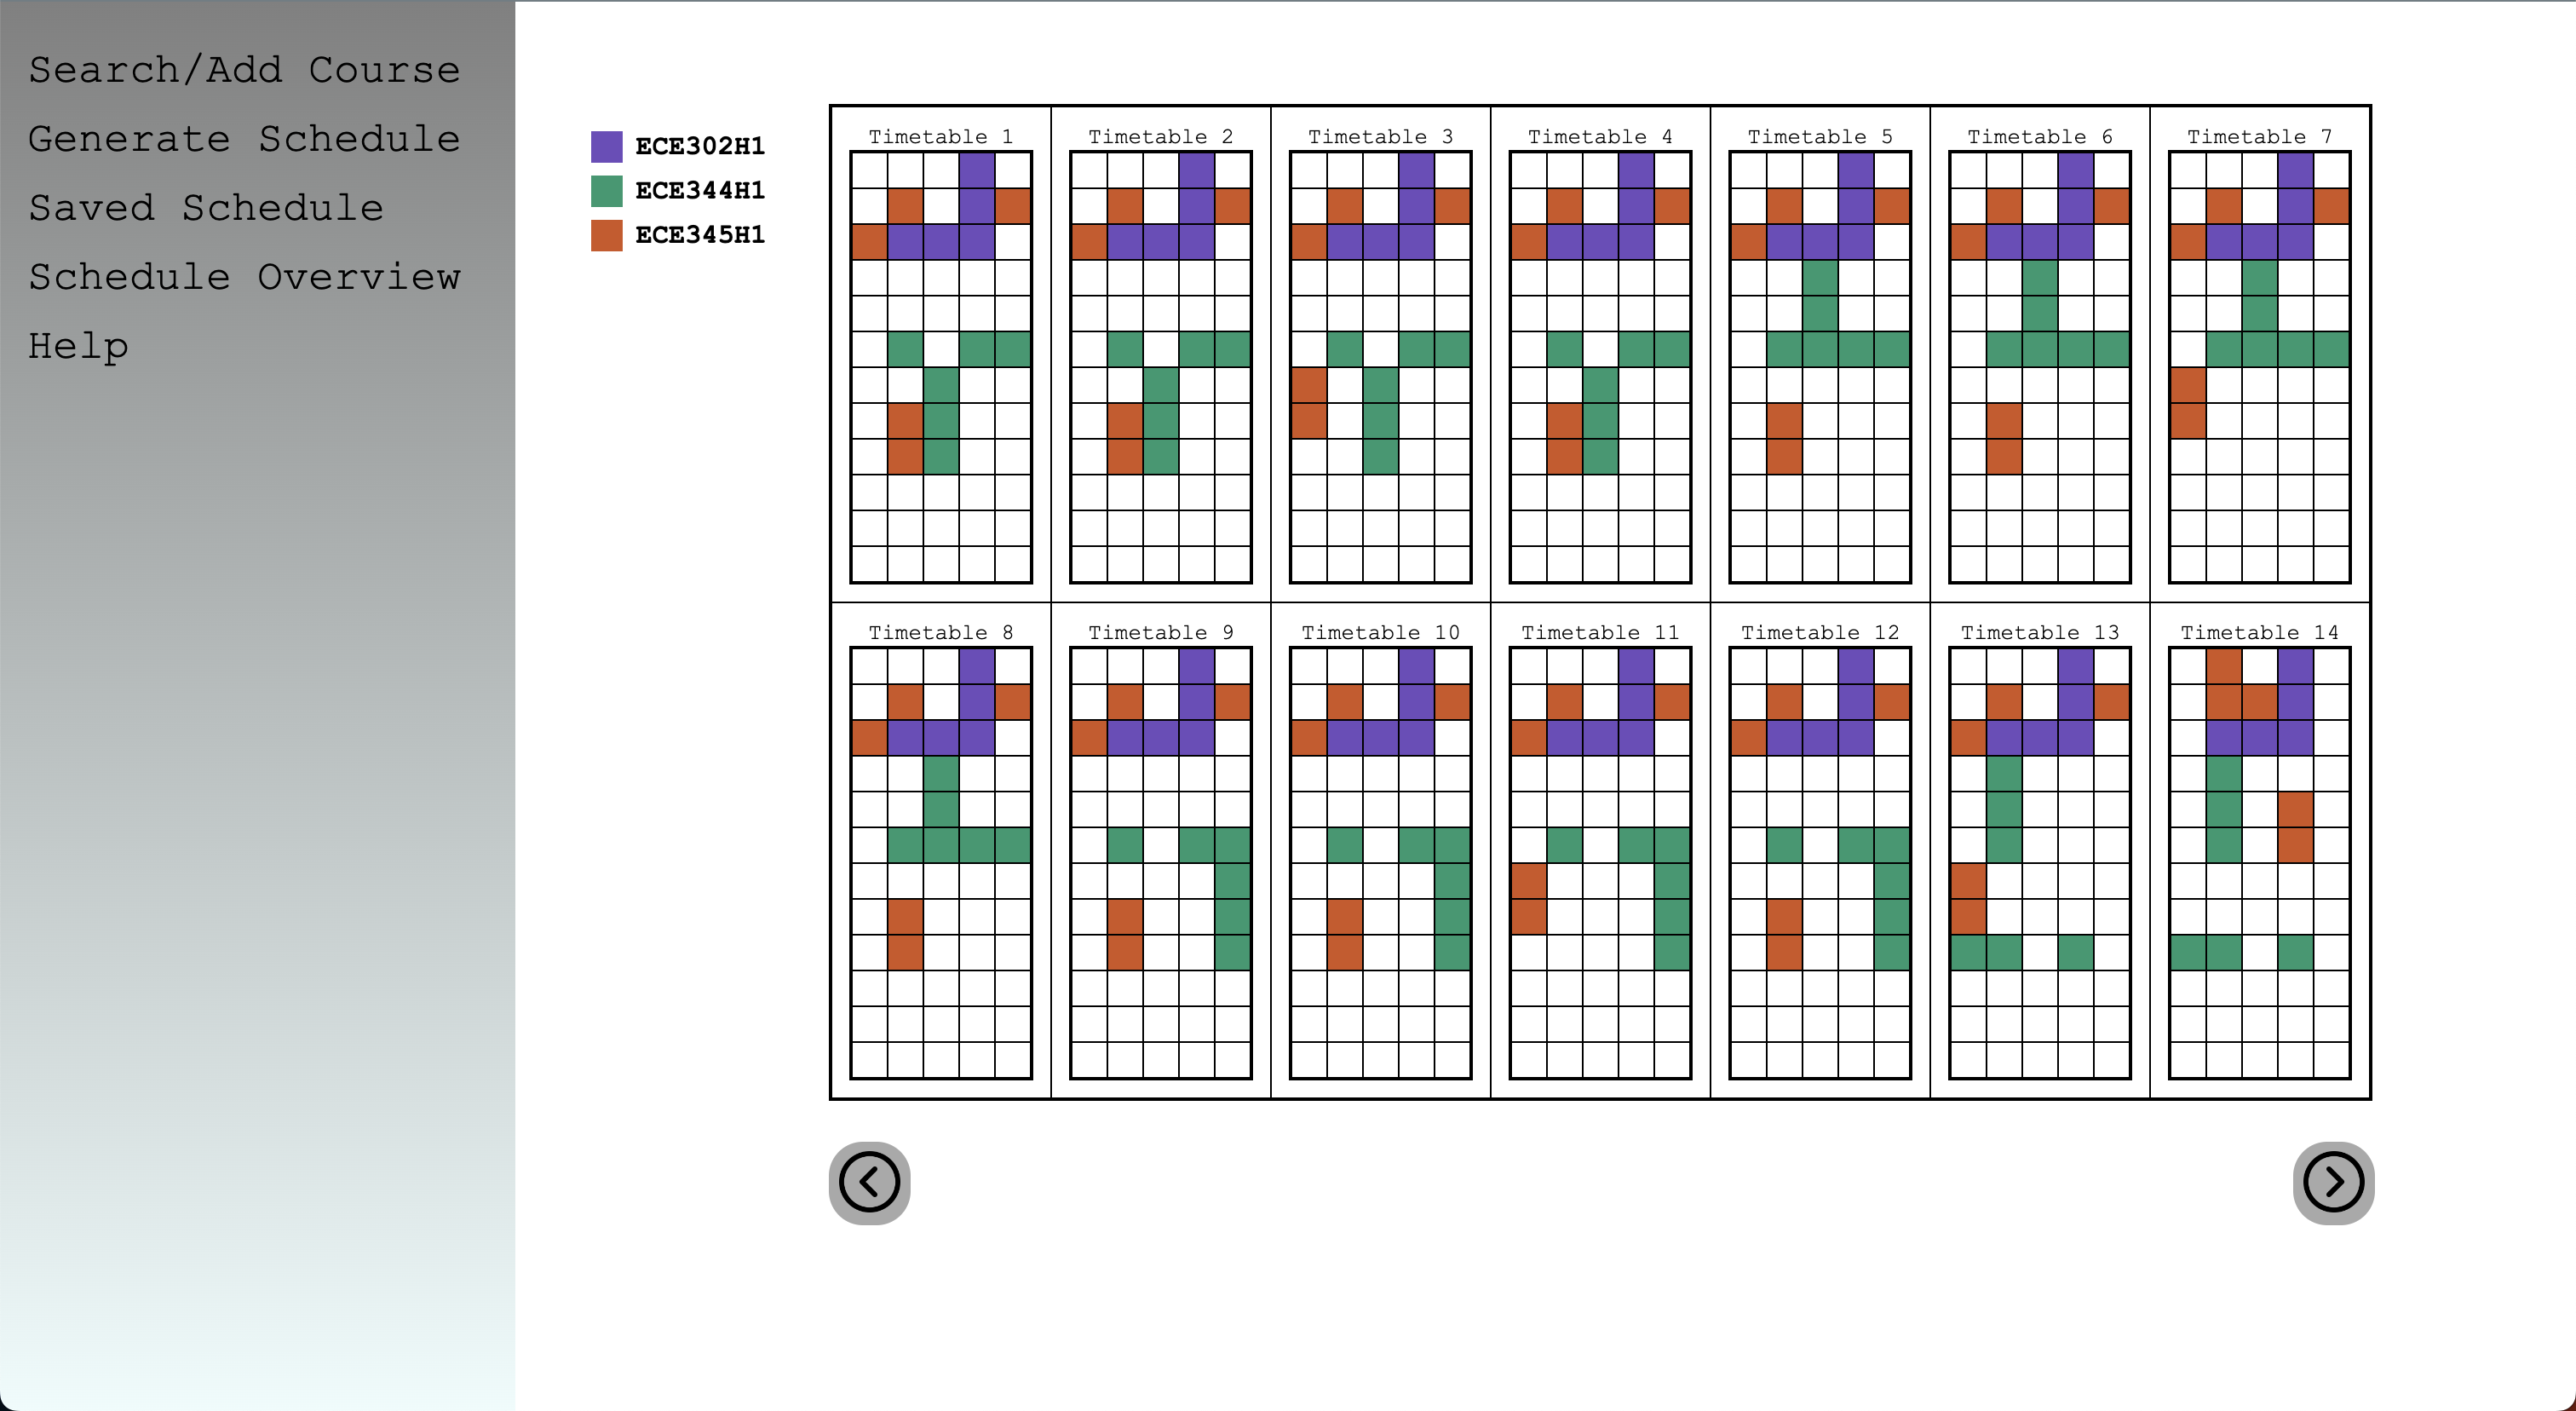 Search/Add Course
Generate Schedule
Saved Schedule
Schedule Overview
Help
ECE302H1
ECE344H1
ECE345H1
Timetable 1
Timetable 2
Timetable 3
Timetable 4
Timetable 5
Timetable 6
Timetable 7
Timetable 8
Timetable 9
Timetable 10
Timetable 11
Timetable 12
Timetable 13
Timetable 14